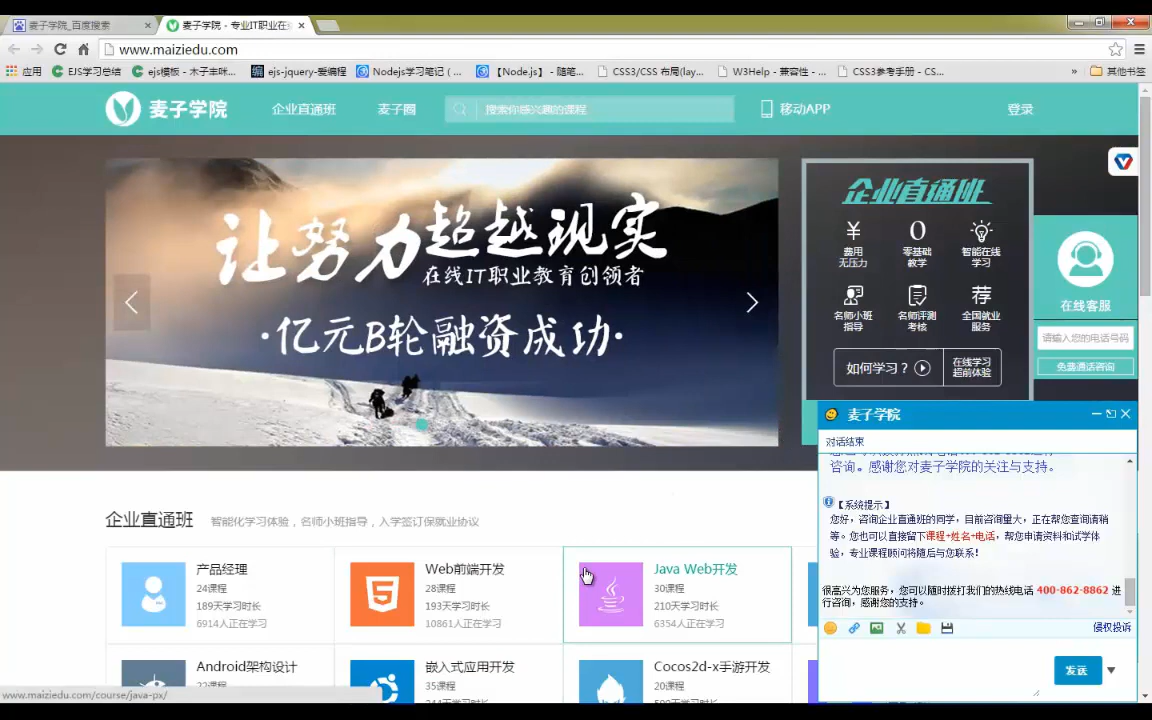 麦子学院_百度搜索
麦子学院 - 专业IT职业在
www.maiziedu.com
应用
EJS学习总结
ejs模板 - 木子丰咪...
ejs-jquery-爱编程
Nodejs学习笔记 ( ...
【Node.js】 - 随笔...
CSS3/CSS 布局(lay...
W3Help - 兼容性 - ...
CSS3参考手册 - CS...
»
其他书签
麦子学院
企业直通班
麦子圈
搜索你感兴趣的课程
移动APP
登录
让努力超越现实
在线IT职业教育创领者
·亿元B轮融资成功·
企业直通班
费用
无压力
零基础
教学
智能在线
学习
名师小班
指导
名师评测
考核
荐
全国就业
服务
如何学习？
在线学习
超前体验
在线客服
请输入您的电话号码
免费通话咨询
企业直通班
智能化学习体验，名师小班指导，入学签订保就业协议
产品经理
24课程
189天学习时长
6914人正在学习
Web前端开发
28课程
193天学习时长
10861人正在学习
Java Web开发
30课程
210天学习时长
6354人正在学习
Android架构设计
22课程
嵌入式应用开发
35课程
Cocos2d-x手游开发
20课程
www.maiziedu.com/course/java-px/
麦子学院
对话结束
咨询。感谢您对麦子学院的关注与支持。
【系统提示】
您好，咨询企业直通班的同学，目前咨询量大，正在帮您查询请稍
等。您也可以直接留下课程+姓名+电话，帮您申请资料和试学体
验，专业课程顾问将随后与您联系！
很高兴为您服务，您可以随时拨打我们的热线电话 400-862-8862 进
行咨询，感谢您的支持。
侵权投诉
发送